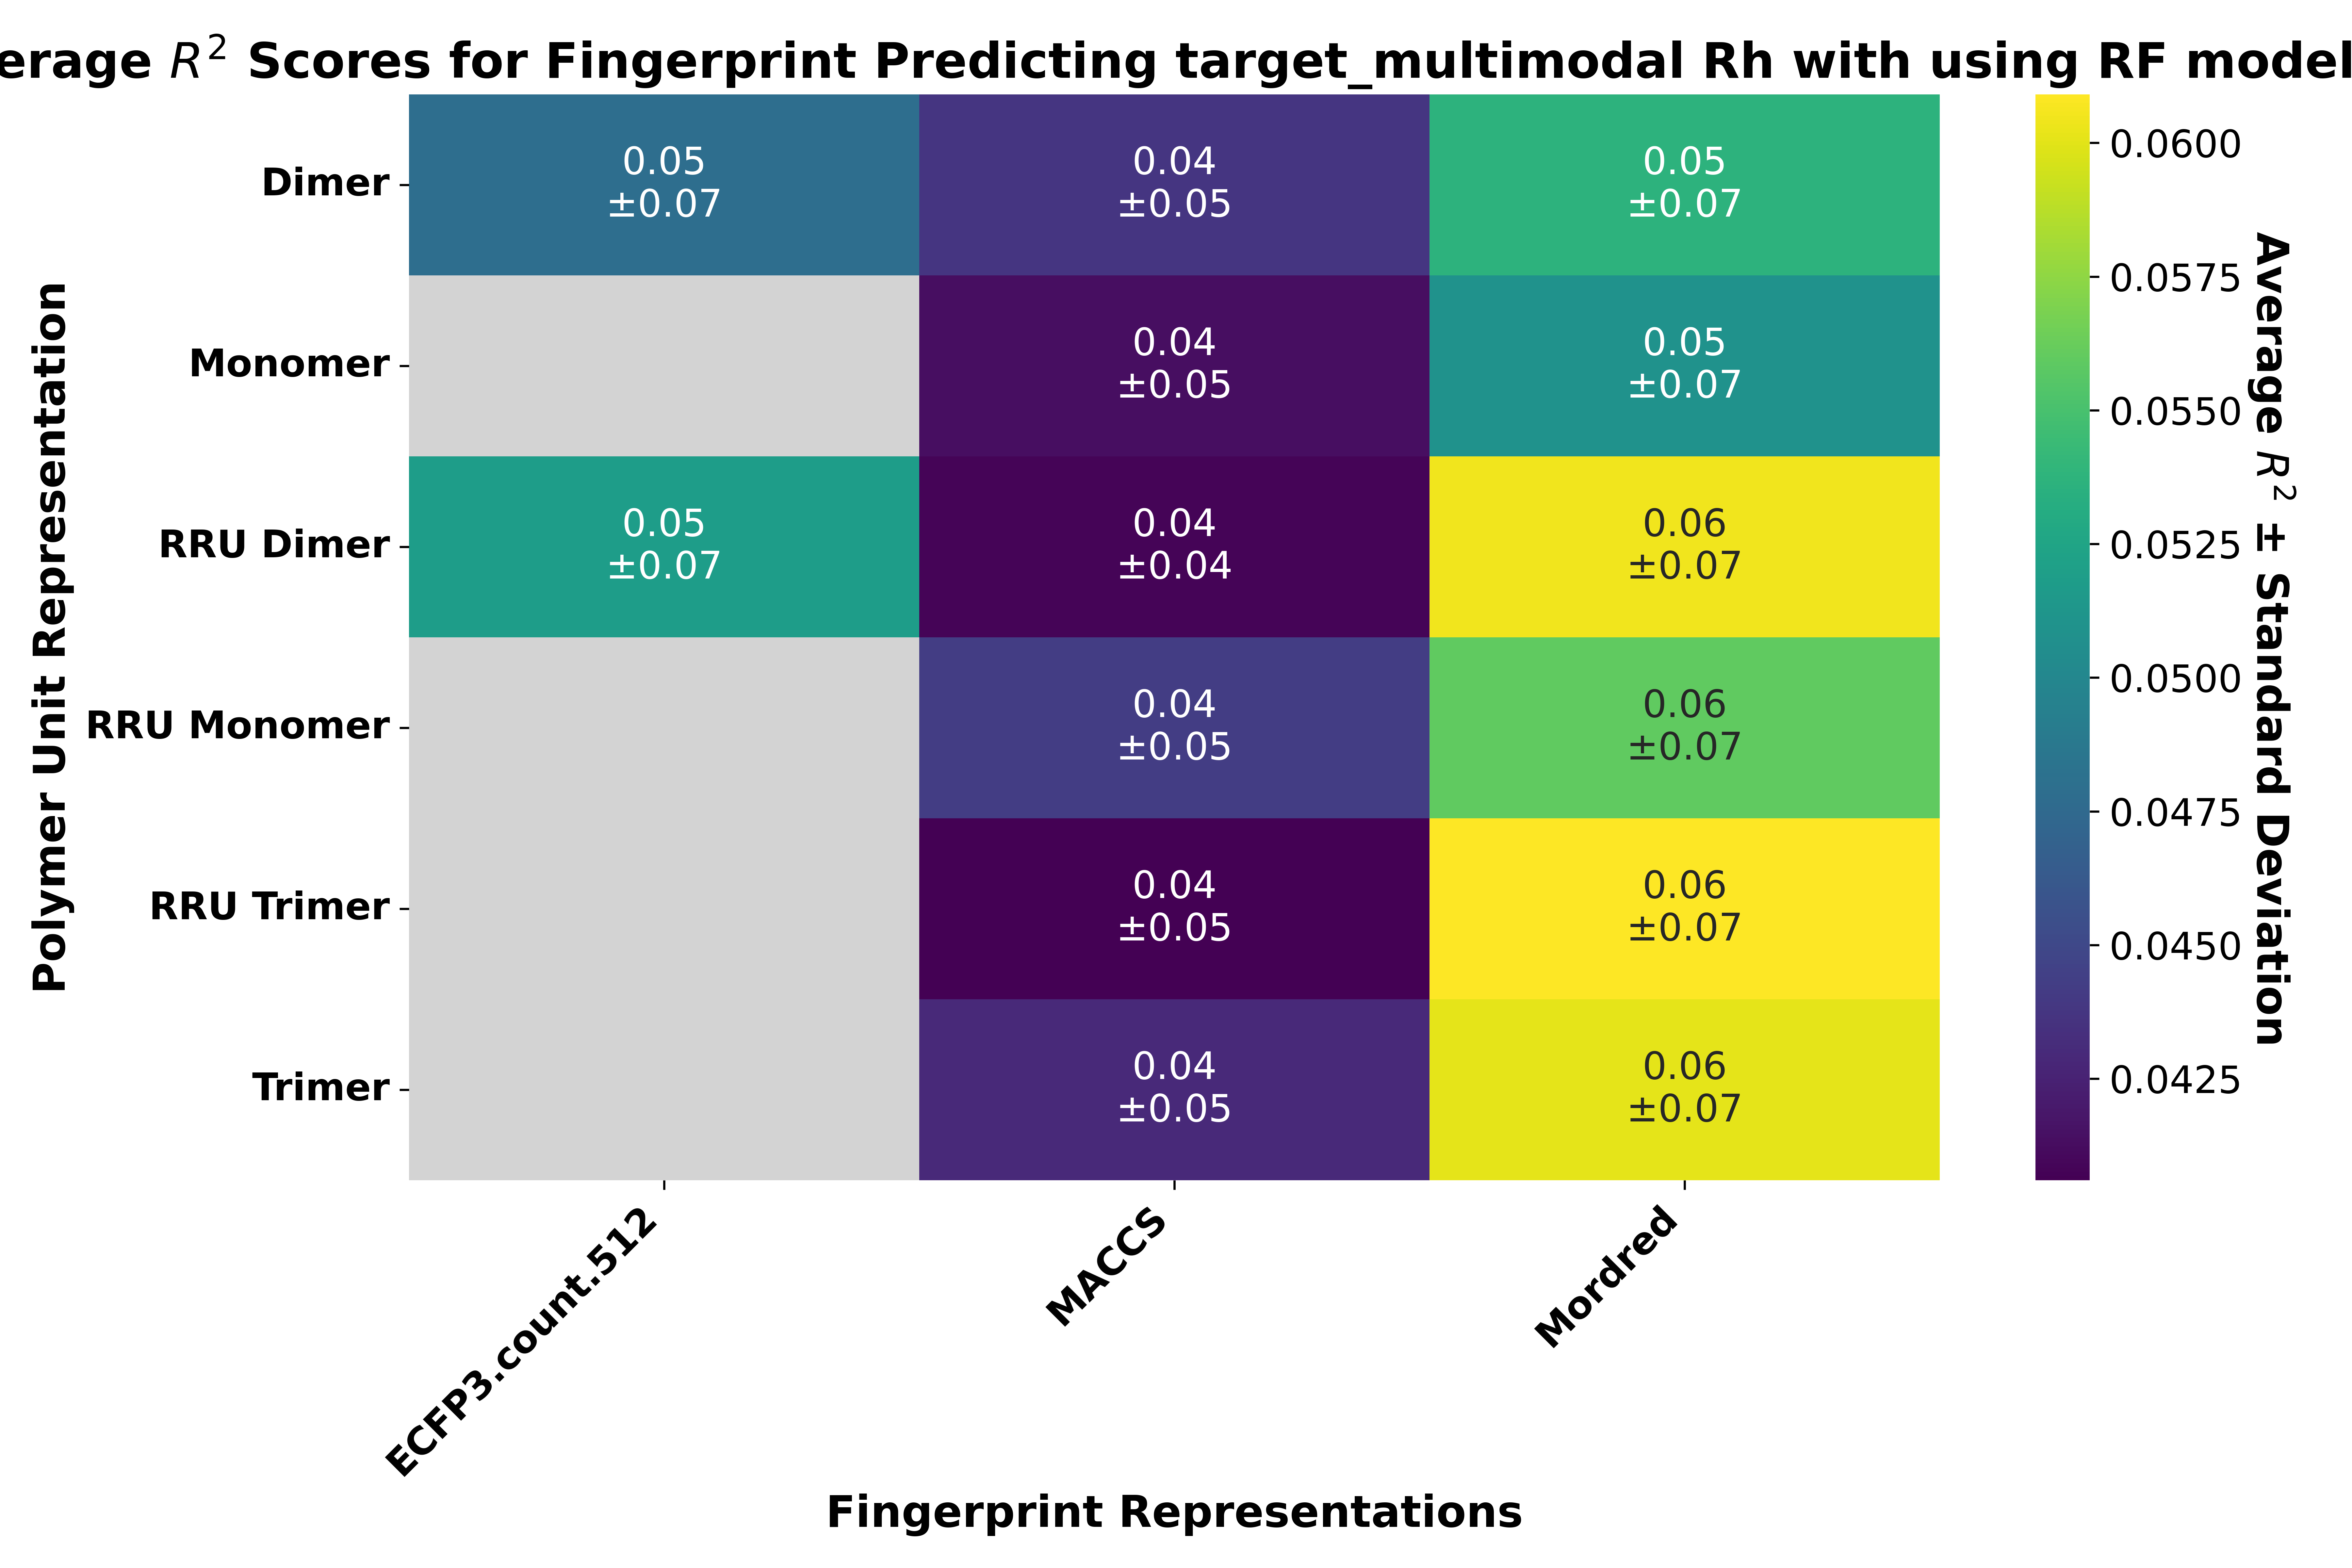 erage R² Scores for Fingerprint Predicting target_multimodal Rh with using RF model
Polymer Unit Representation
Dimer
0.05
±0.07
0.04
±0.05
0.05
±0.07
Monomer
0.04
±0.05
0.05
±0.07
RRU Dimer
0.05
±0.07
0.04
±0.04
0.06
±0.07
RRU Monomer
0.04
±0.05
0.06
±0.07
RRU Trimer
0.04
±0.05
0.06
±0.07
Trimer
0.04
±0.05
0.06
±0.07
ECFP3.count.512
MACCS
Mordred
Fingerprint Representations
0.0600
0.0575
0.0550
0.0525
0.0500
0.0475
0.0450
0.0425
Average R² ± Standard Deviation